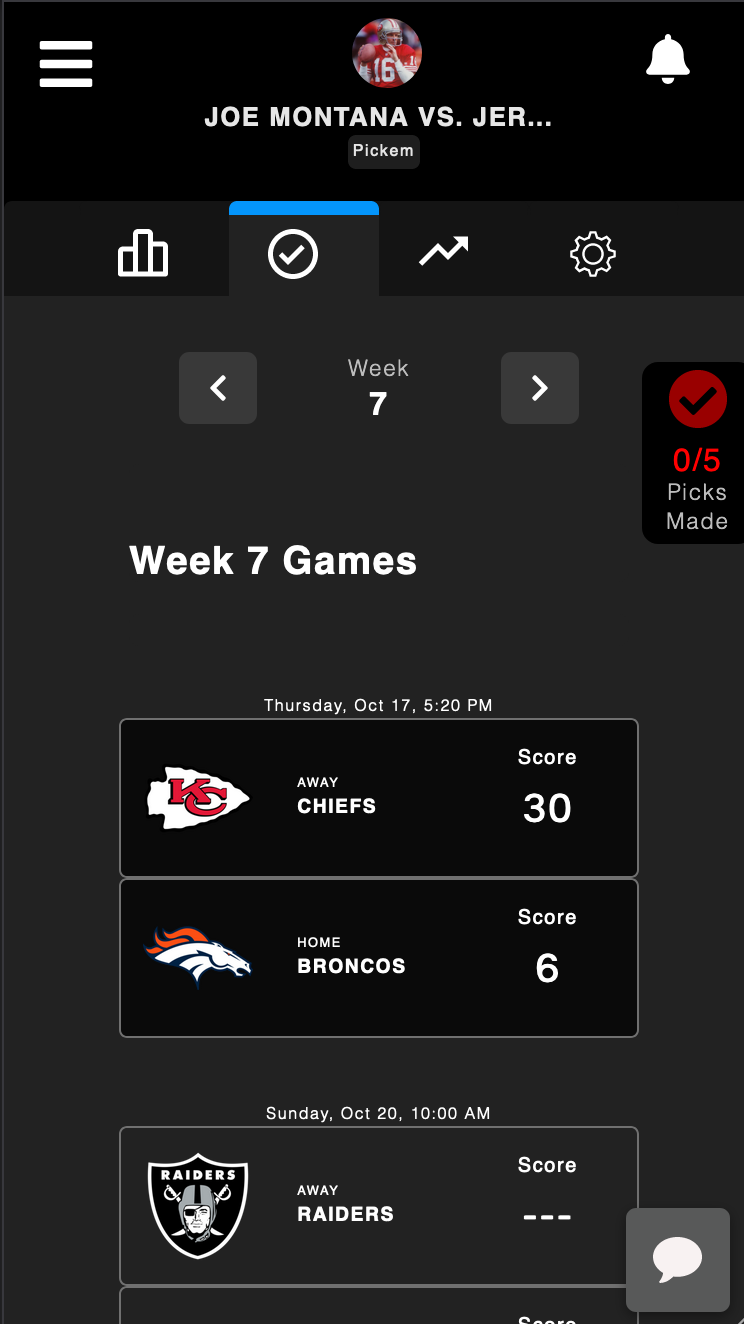 16
JOE MONTANA VS. JER...
Pickem
Week
7
0/5
Picks
Made
Week 7 Games
Thursday, Oct 17, 5:20 PM
KC
AWAY
CHIEFS
Score
30
HOME
BRONCOS
Score
6
Sunday, Oct 20, 10:00 AM
RAIDERS
AWAY
RAIDERS
Score
---
Score